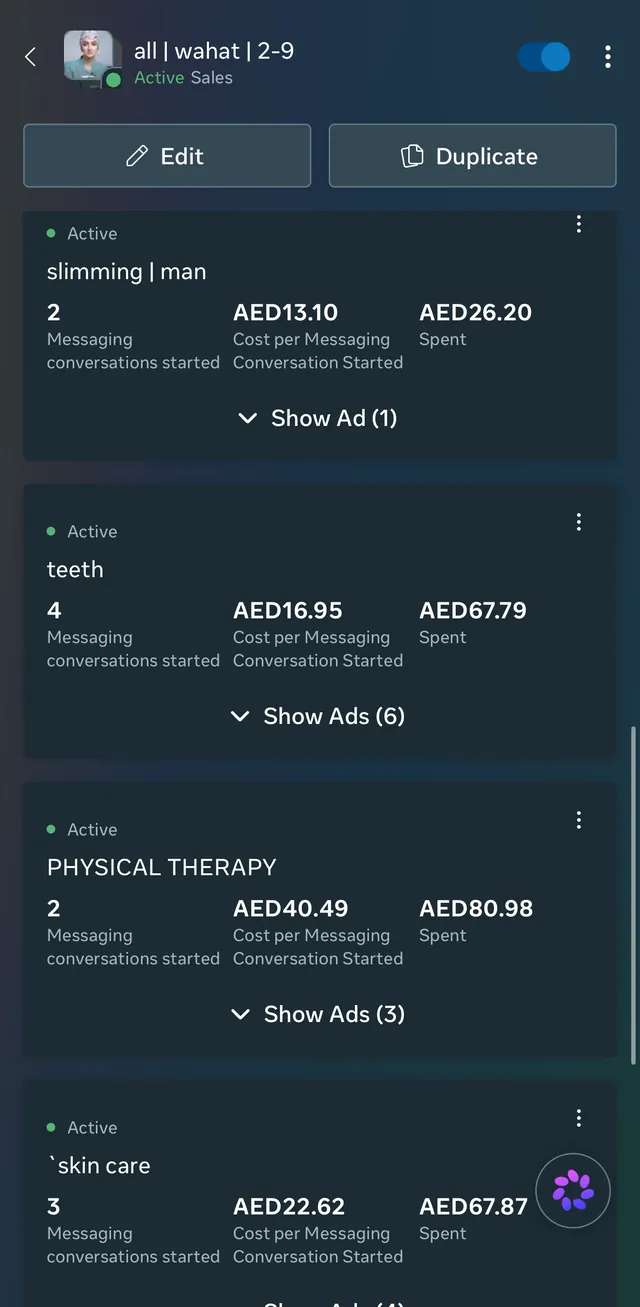 all | wahat | 2-9
Active Sales
Edit
Duplicate
Active
slimming | man
2 AED13.10 AED26.20
Messaging Cost per Messaging Spent
conversations started Conversation Started
Show Ad (1)
Active
teeth
4 AED16.95 AED67.79
Messaging Cost per Messaging Spent
conversations started Conversation Started
Show Ads (6)
Active
PHYSICAL THERAPY
2 AED40.49 AED80.98
Messaging Cost per Messaging Spent
conversations started Conversation Started
Show Ads (3)
Active
`skin care
3 AED22.62 AED67.87
Messaging Cost per Messaging Spent
conversations started Conversation Started